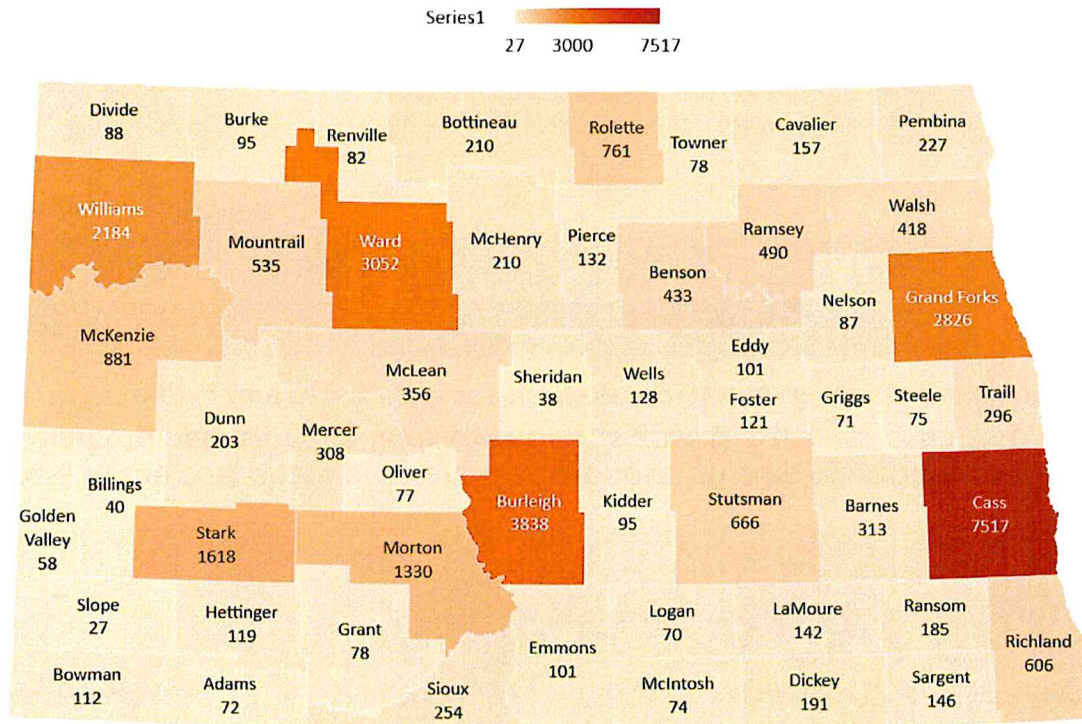 Series1
27 3000 7517
Divide
88
Burke
95
Renville
82
Bottineau
210
Rolette
761
Towner
78
Cavalier
157
Pembina
227
Williams
2184
Mountrail
535
Ward
3052
McHenry
210
Pierce
132
Benson
433
Ramsey
490
Walsh
418
Nelson
87
Grand Forks
2826
McKenzie
881
McLean
356
Sheridan
38
Wells
128
Eddy
101
Foster
121
Griggs
71
Steele
75
Traill
296
Dunn
203
Mercer
308
Oliver
77
Billings
40
Golden
Valley
58
Stark
1618
Morton
1330
Burleigh
3838
Kidder
95
Stutsman
666
Barnes
313
Cass
7517
Slope
27
Hettinger
119
Grant
78
Emmons
101
Logan
70
LaMoure
142
Ransom
185
Richland
606
Bowman
112
Adams
72
Sioux
254
McIntosh
74
Dickey
191
Sargent
146